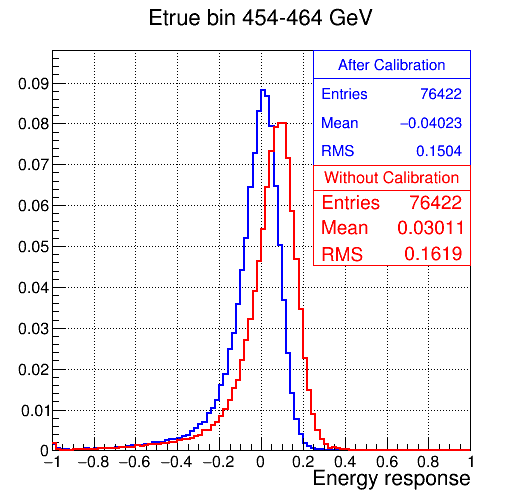 Etrue bin 454-464 GeV
After Calibration
Entries 76422
Mean −0.04023
RMS 0.1504
Without Calibration
Entries 76422
Mean 0.03011
RMS 0.1619
0.09
0.08
0.07
0.06
0.05
0.04
0.03
0.02
0.01
0
−1 −0.8 −0.6 −0.4 −0.2 0 0.2 0.4 0.6 0.8 1
Energy response